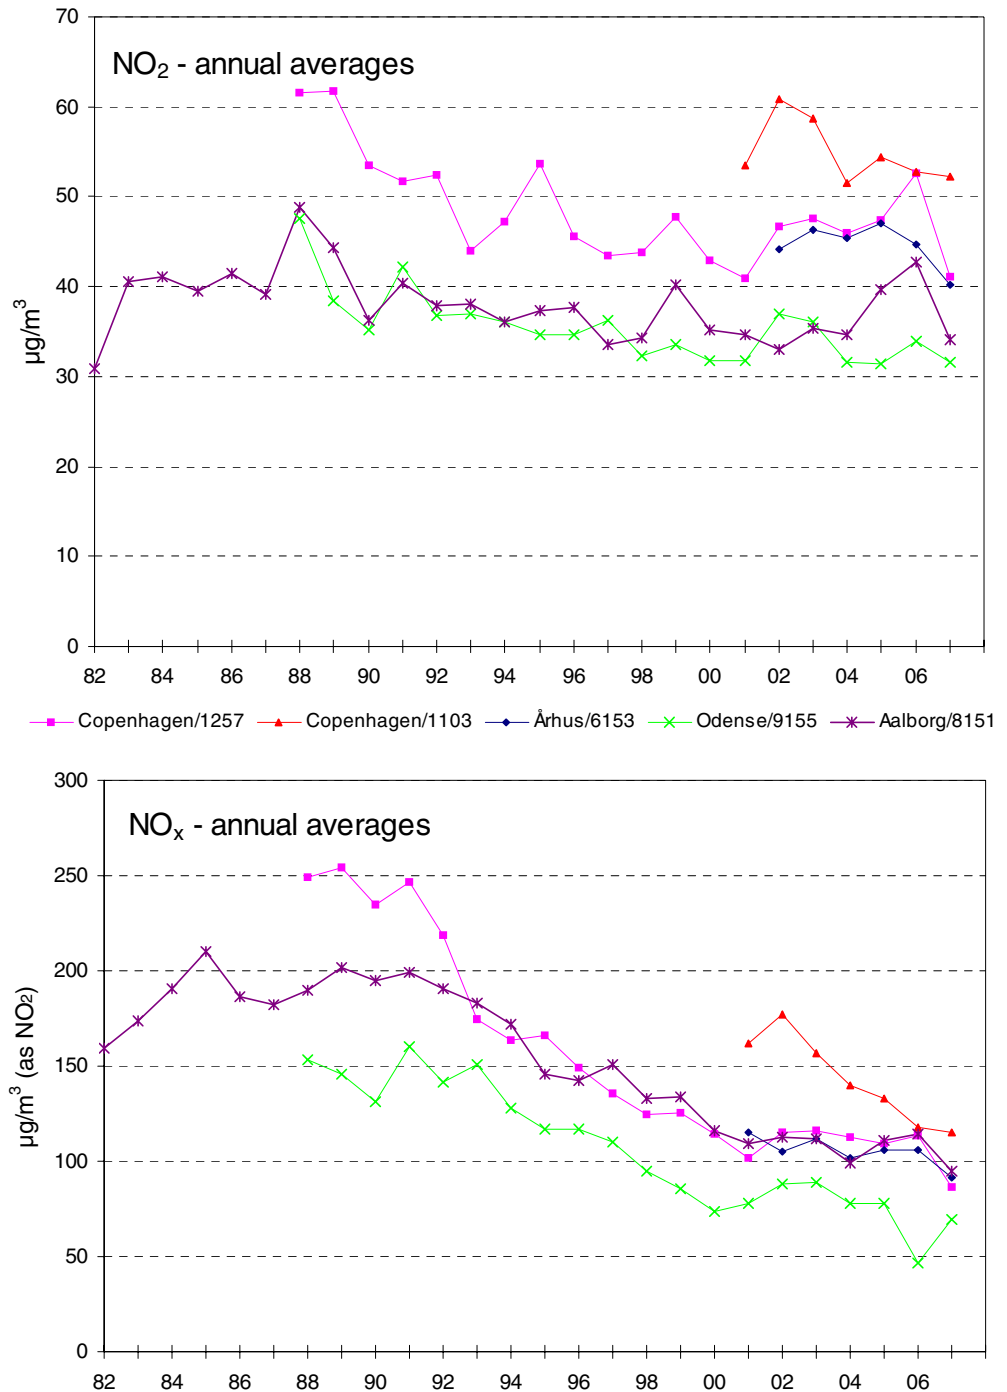 NO₂ - annual averages
70
60
50
40
30
20
10
0
µg/m³
82 84 86 88 90 92 94 96 98 00 02 04 06
Copenhagen/1257 Copenhagen/1103 Århus/6153 Odense/9155 Aalborg/8151
NOₓ - annual averages
300
250
200
150
100
50
0
µg/m³ (as NO₂)
82 84 86 88 90 92 94 96 98 00 02 04 06